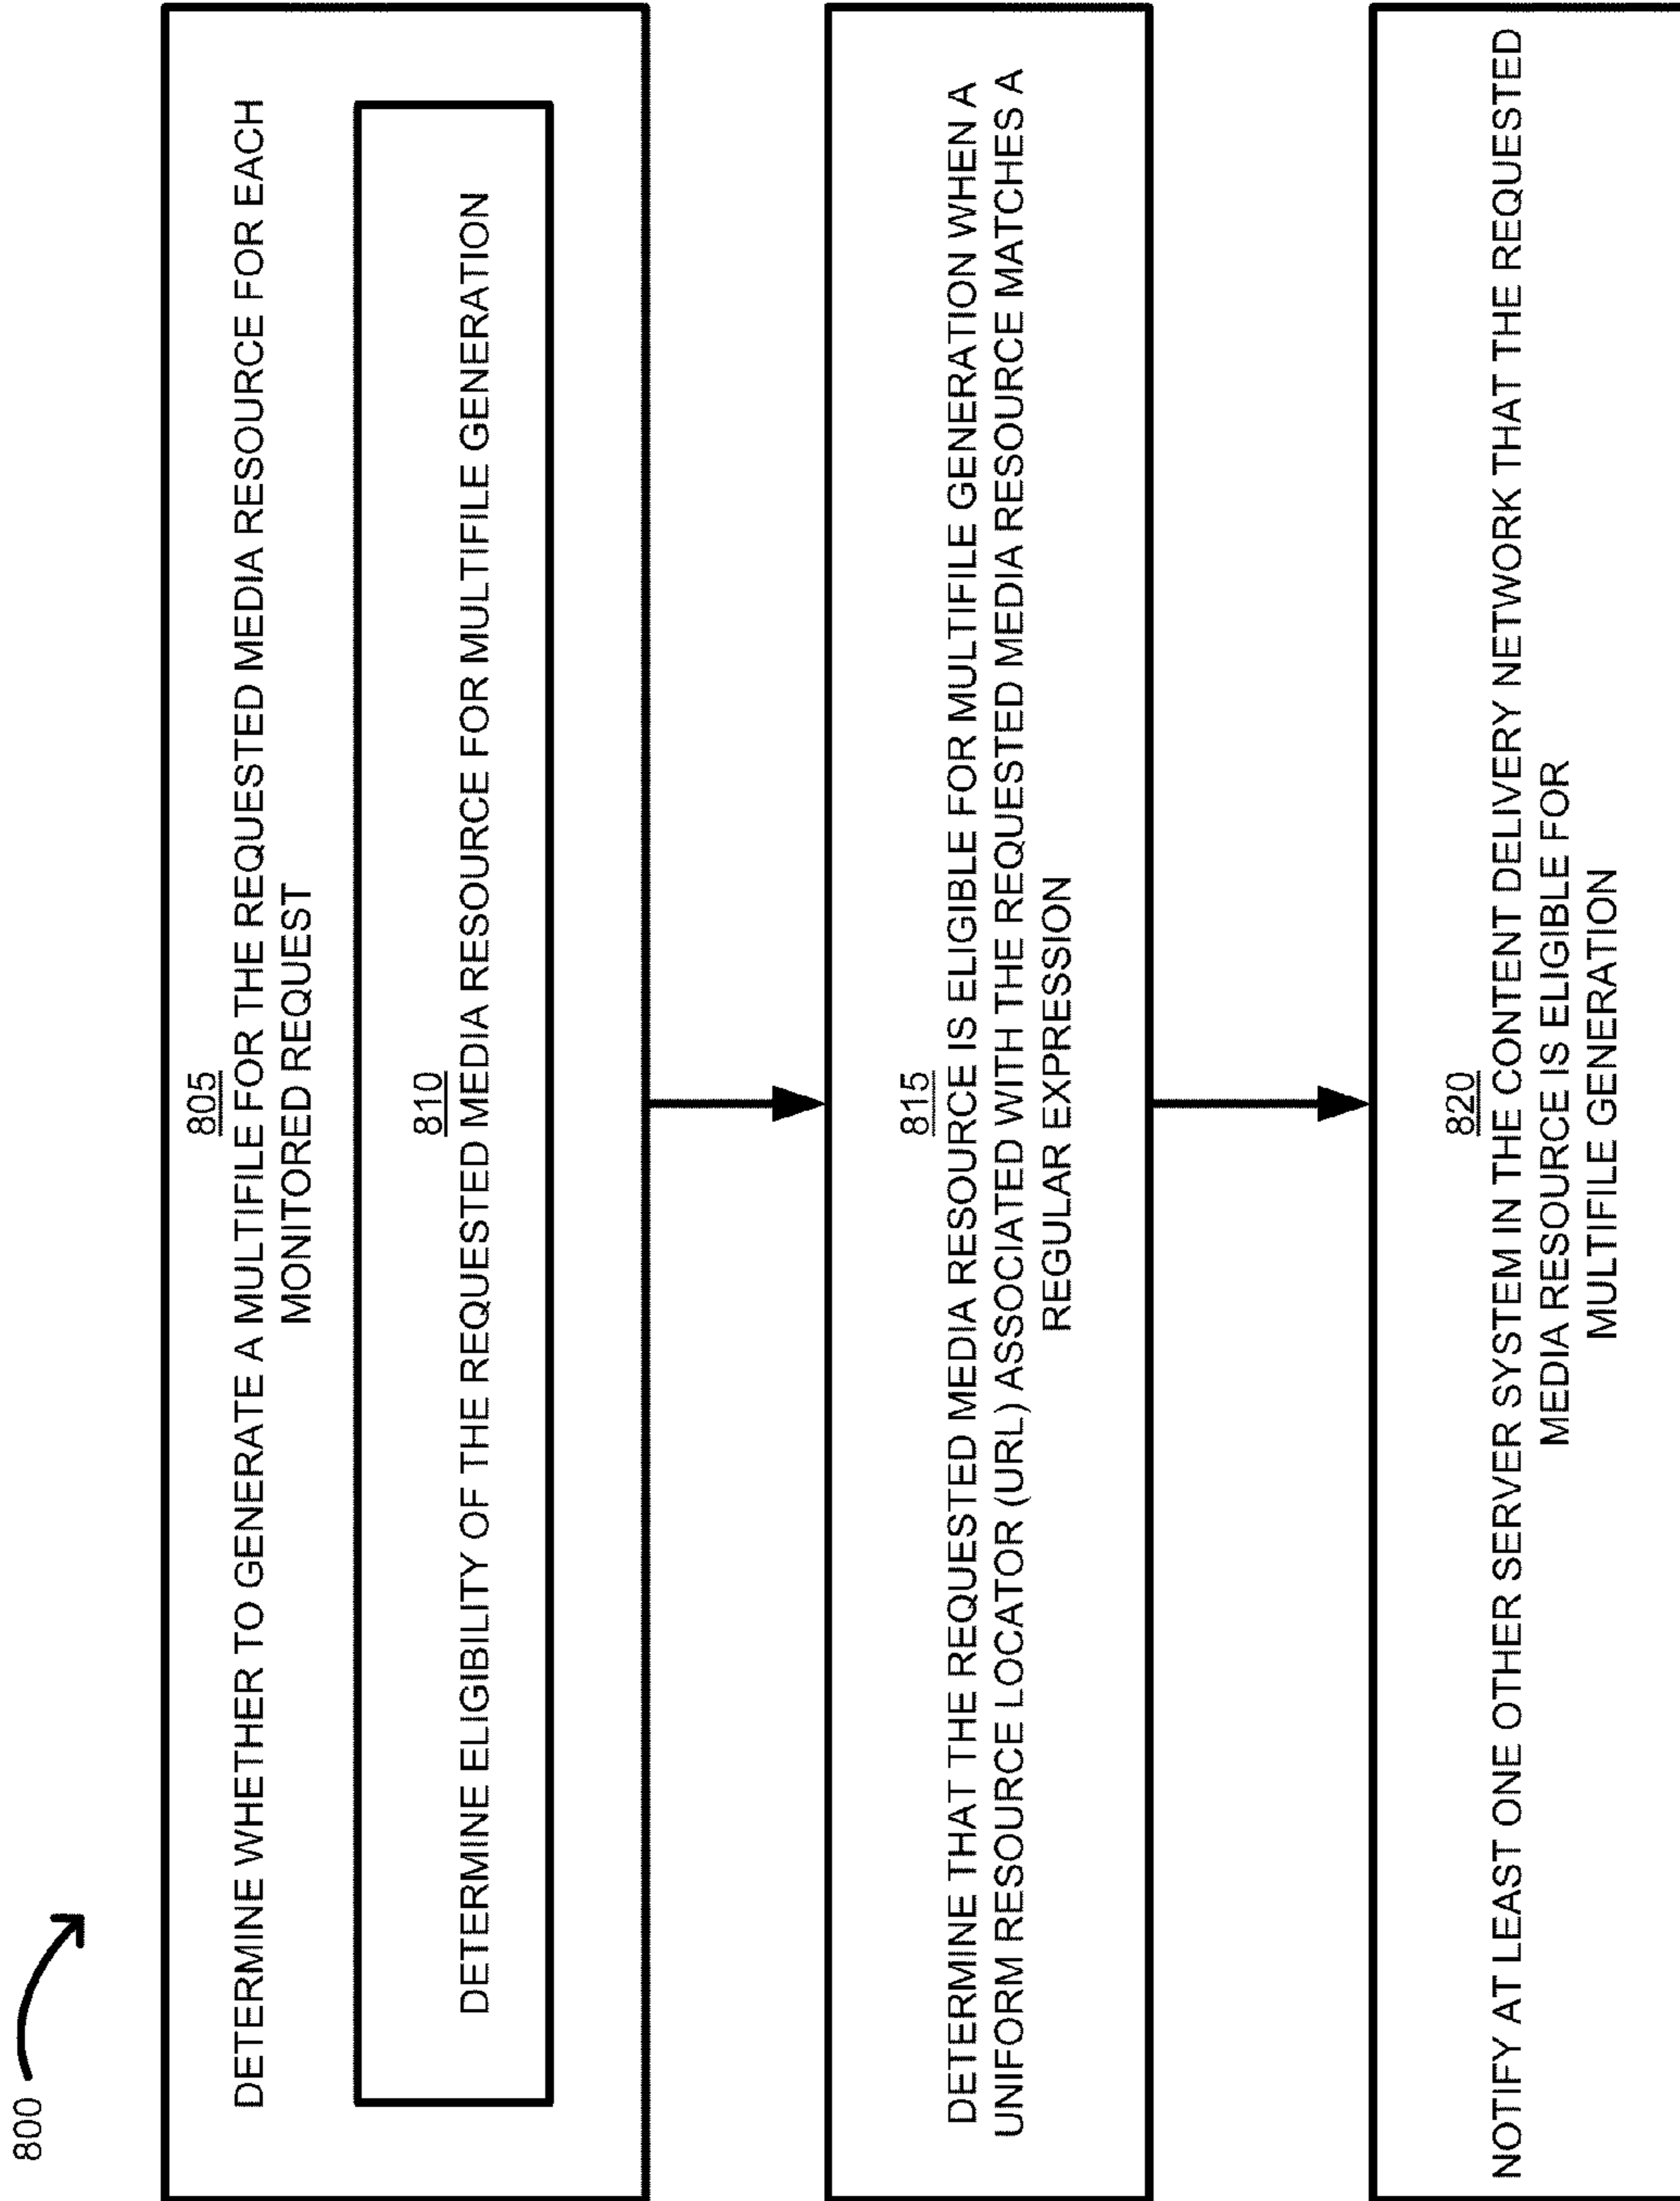 800
805
DETERMINE WHETHER TO GENERATE A MULTIFILE FOR THE REQUESTED MEDIA RESOURCE FOR EACH
MONITORED REQUEST
810
DETERMINE ELIGIBILITY OF THE REQUESTED MEDIA RESOURCE FOR MULTIFILE GENERATION
815
DETERMINE THAT THE REQUESTED MEDIA RESOURCE IS ELIGIBLE FOR MULTIFILE GENERATION WHEN A
UNIFORM RESOURCE LOCATOR (URL) ASSOCIATED WITH THE REQUESTED MEDIA RESOURCE MATCHES A
REGULAR EXPRESSION
820
NOTIFY AT LEAST ONE OTHER SERVER SYSTEM IN THE CONTENT DELIVERY NETWORK THAT THE REQUESTED
MEDIA RESOURCE IS ELIGIBLE FOR
MULTIFILE GENERATION